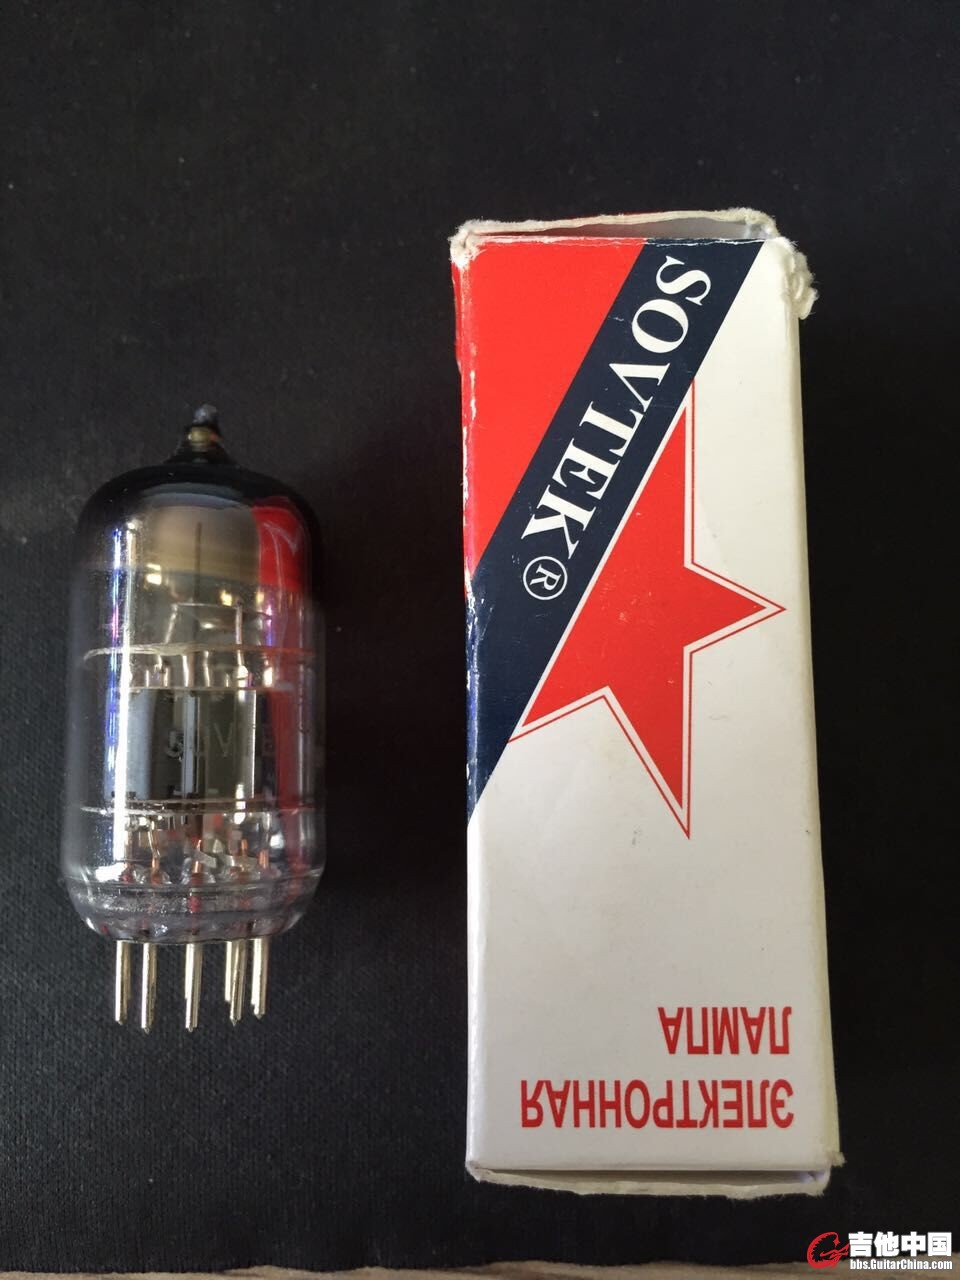 SOVTEK®
ЭЛЕКТРОННАЯ
ЛАМПА
吉他中国
bbs.GuitarChina.com